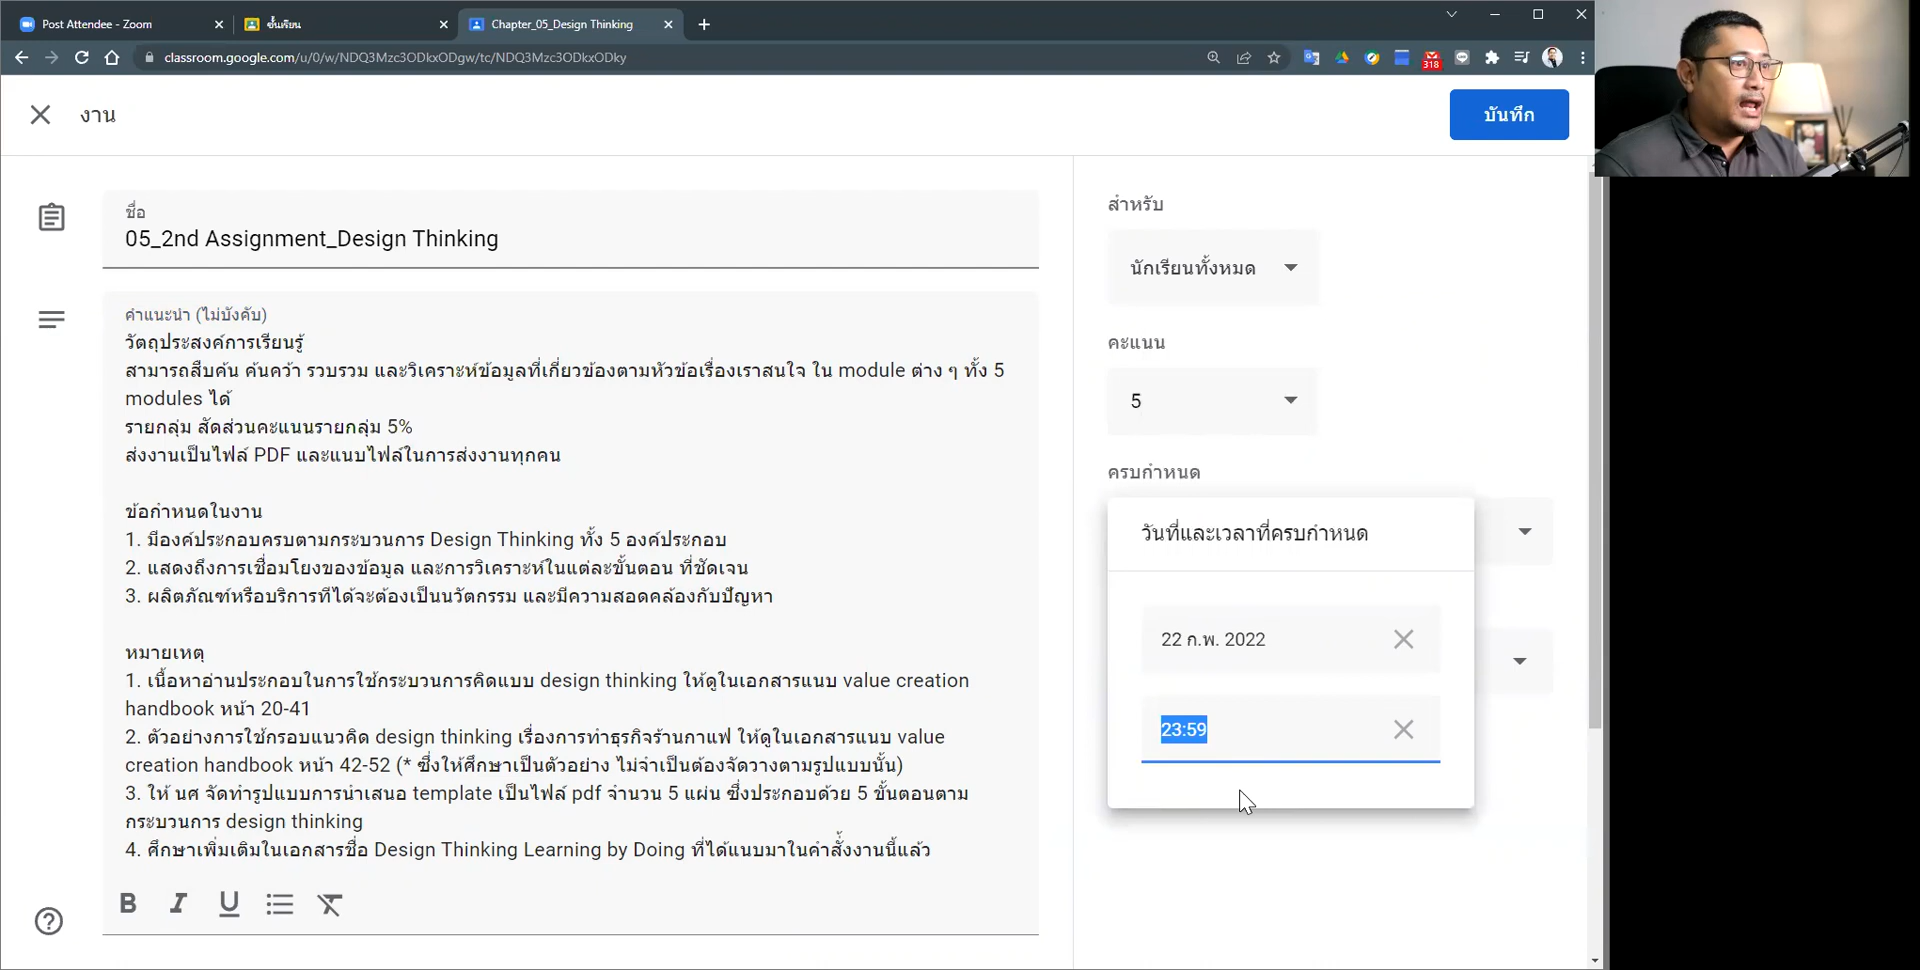 Post Attendee - Zoom
ชั้นเรียน
Chapter_05_Design Thinking
classroom.google.com/u/0/w/NDQ3Mzc3ODkxODgw/tc/NDQ3Mzc3ODkxODky
318
งาน
บันทึก
ชื่อ
05_2nd Assignment_Design Thinking
คำแนะนำ (ไม่บังคับ)
วัตถุประสงค์การเรียนรู้
สามารถสืบค้น ค้นคว้า รวบรวม และวิเคราะห์ข้อมูลที่เกี่ยวข้องตามหัวข้อเรื่องเราสนใจ ใน module ต่าง ๆ ทั้ง 5
modules ได้
รายกลุ่ม สัดส่วนคะแนนรายกลุ่ม 5%
ส่งงานเป็นไฟล์ PDF และแนบไฟล์ในการส่งงานทุกคน
ข้อกำหนดในงาน
1. มีองค์ประกอบครบตามกระบวนการ Design Thinking ทั้ง 5 องค์ประกอบ
2. แสดงถึงการเชื่อมโยงของข้อมูล และการวิเคราะห์ในแต่ละขั้นตอน ที่ชัดเจน
3. ผลิตภัณฑ์หรือบริการที่ได้จะต้องเป็นนวัตกรรม และมีความสอดคล้องกับปัญหา
หมายเหตุ
1. เนื้อหาอ่านประกอบในการใช้กระบวนการคิดแบบ design thinking ให้ดูในเอกสารแนบ value creation
handbook หน้า 20-41
2. ตัวอย่างการใช้กรอบแนวคิด design thinking เรื่องการทำธุรกิจร้านกาแฟ ให้ดูในเอกสารแนบ value
creation handbook หน้า 42-52 (* ซึ่งให้ศึกษาเป็นตัวอย่าง ไม่จำเป็นต้องจัดวางตามรูปแบบนั้น)
3. ให้ นศ จัดทำรูปแบบการนำเสนอ template เป็นไฟล์ pdf จำนวน 5 แผ่น ซึ่งประกอบด้วย 5 ขั้นตอนตาม
กระบวนการ design thinking
4. ศึกษาเพิ่มเติมในเอกสารชื่อ Design Thinking Learning by Doing ที่ได้แนบมาในคำสั่งงานนี้แล้ว
สำหรับ
นักเรียนทั้งหมด
คะแนน
5
ครบกำหนด
วันที่และเวลาที่ครบกำหนด
22 ก.พ. 2022
23:59